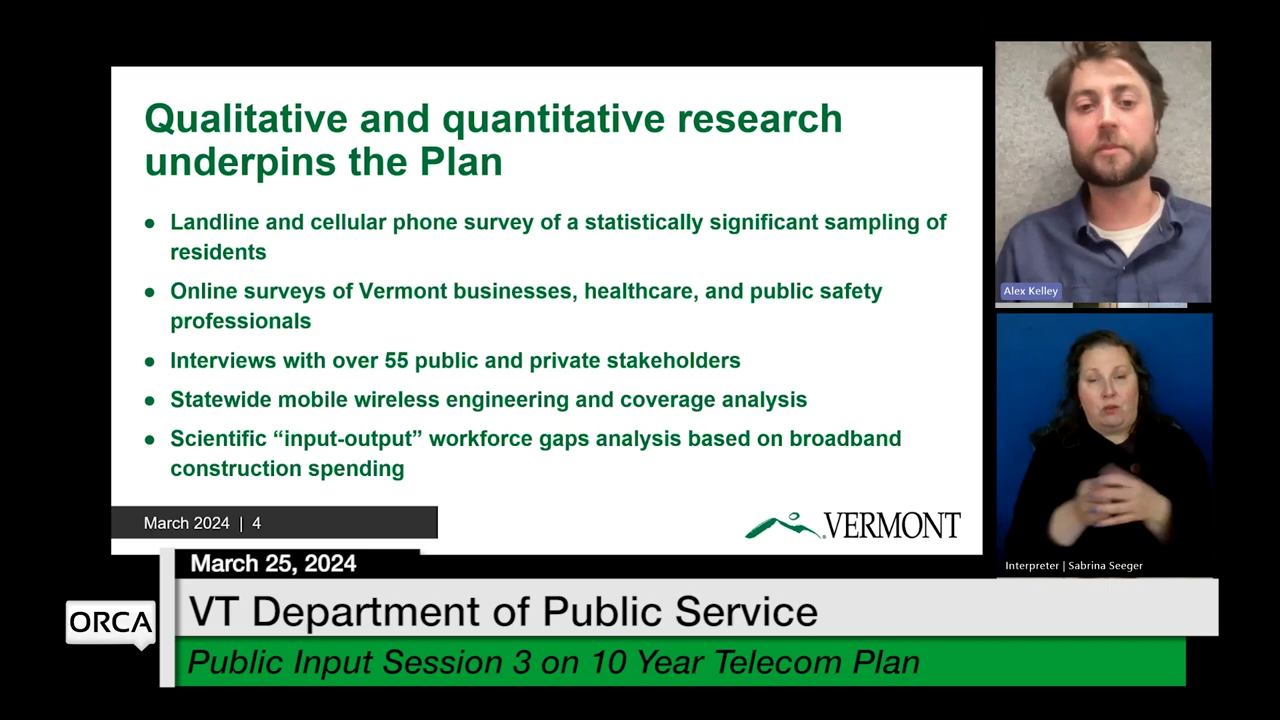 Qualitative and quantitative research
underpins the Plan
● Landline and cellular phone survey of a statistically significant sampling of
residents
● Online surveys of Vermont businesses, healthcare, and public safety
professionals
● Interviews with over 55 public and private stakeholders
● Statewide mobile wireless engineering and coverage analysis
● Scientific “input-output” workforce gaps analysis based on broadband
construction spending
March 2024 | 4
VERMONT
Alex Kelley
Interpreter | Sabrina Seeger
March 25, 2024
ORCA
VT Department of Public Service
Public Input Session 3 on 10 Year Telecom Plan